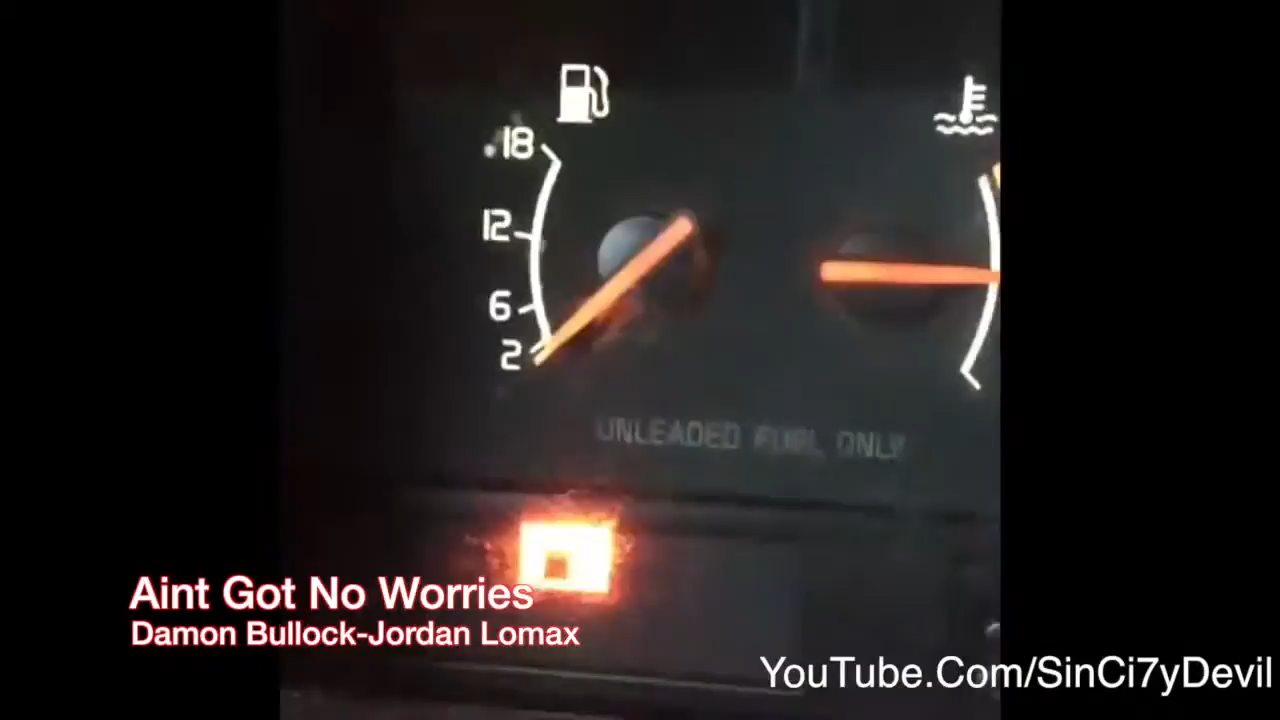 18
12
6
2
UNLEADED FUEL ONLY
Aint Got No Worries
Damon Bullock-Jordan Lomax
YouTube.Com/SinCi7yDevil